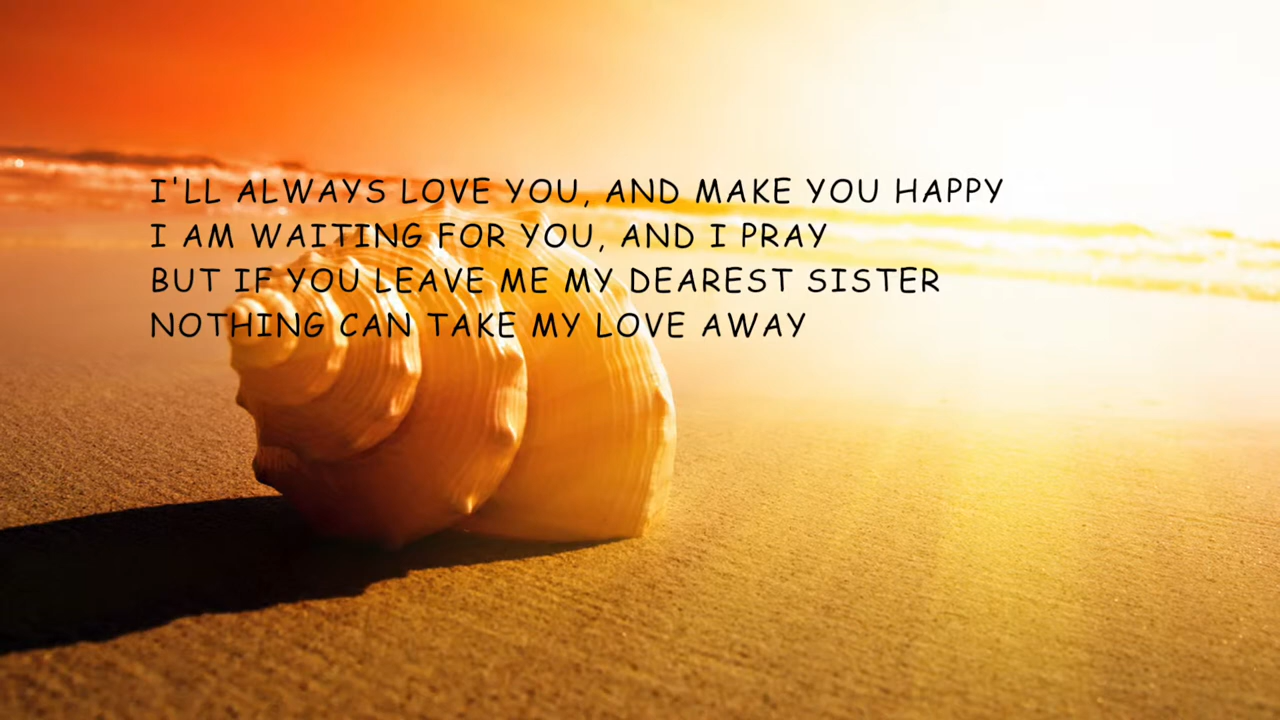 I'LL ALWAYS LOVE YOU, AND MAKE YOU HAPPY
I AM WAITING FOR YOU, AND I PRAY
BUT IF YOU LEAVE ME MY DEAREST SISTER
NOTHING CAN TAKE MY LOVE AWAY